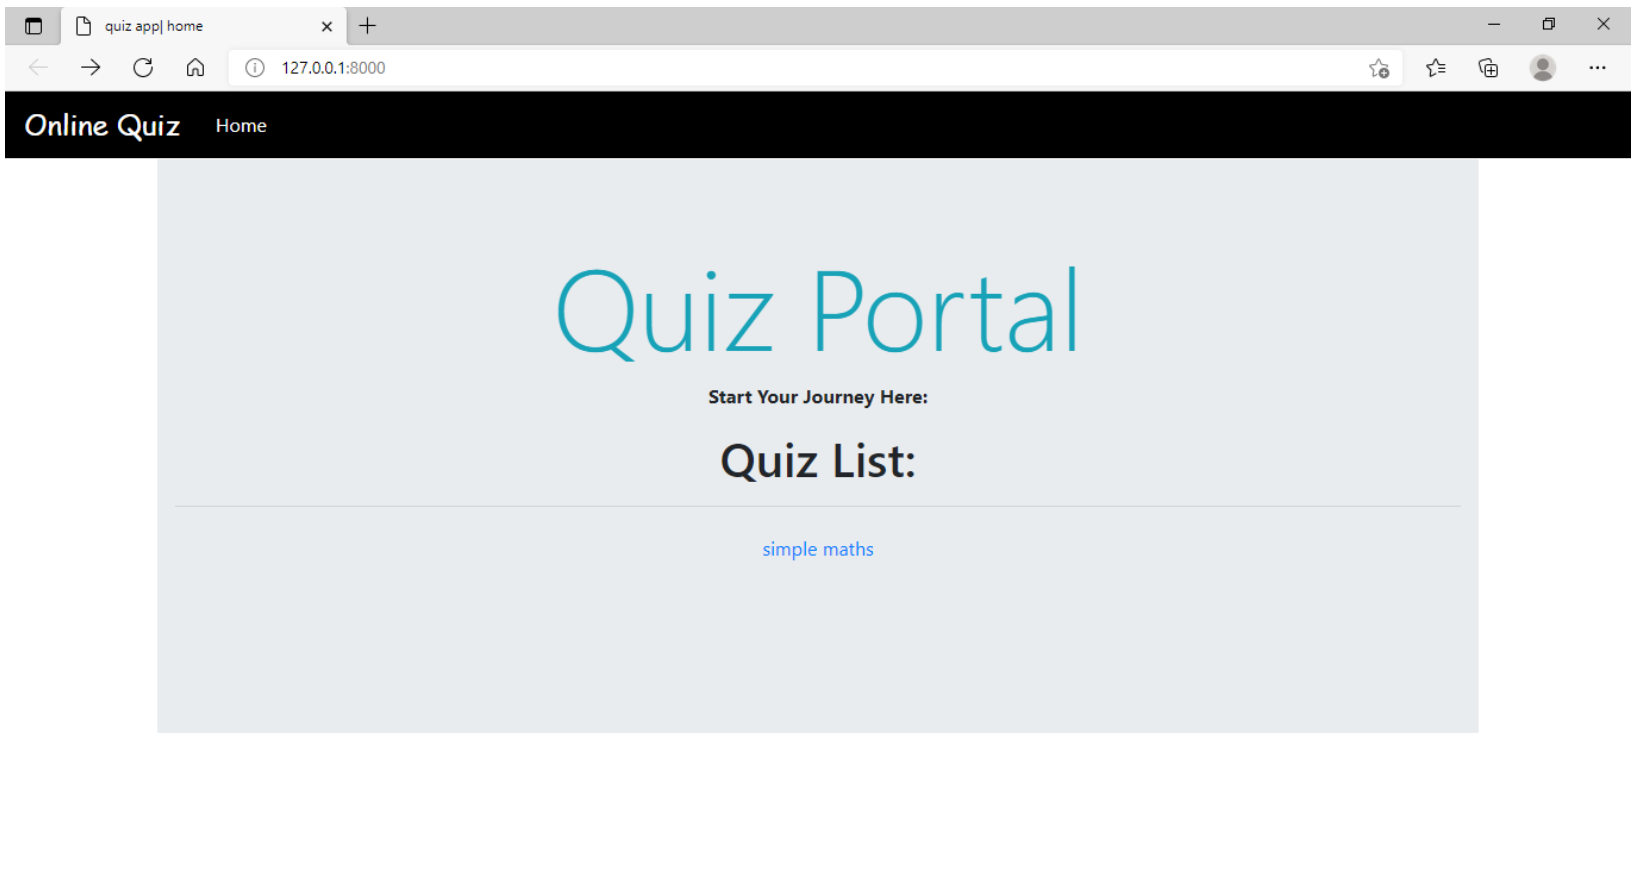 quiz app| home
127.0.0.1:8000
Online Quiz Home
Quiz Portal
Start Your Journey Here:
Quiz List:
simple maths